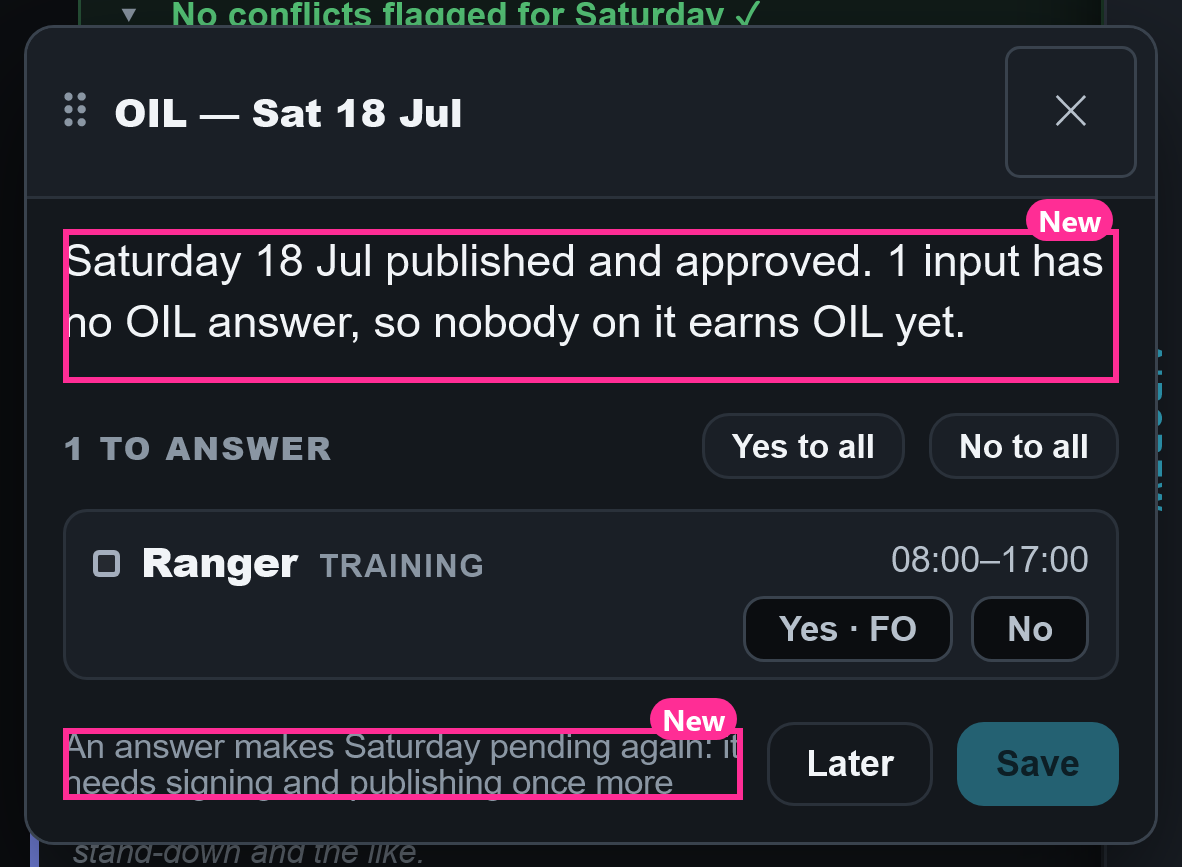 ▼ No conflicts flagged for Saturday ✓
OIL — Sat 18 Jul
New
Saturday 18 Jul published and approved. 1 input has
no OIL answer, so nobody on it earns OIL yet.
1 TO ANSWER
Yes to all
No to all
Ranger TRAINING
08:00–17:00
Yes · FO
No
New
An answer makes Saturday pending again: it
needs signing and publishing once more
Later
Save
stand-down and the like.